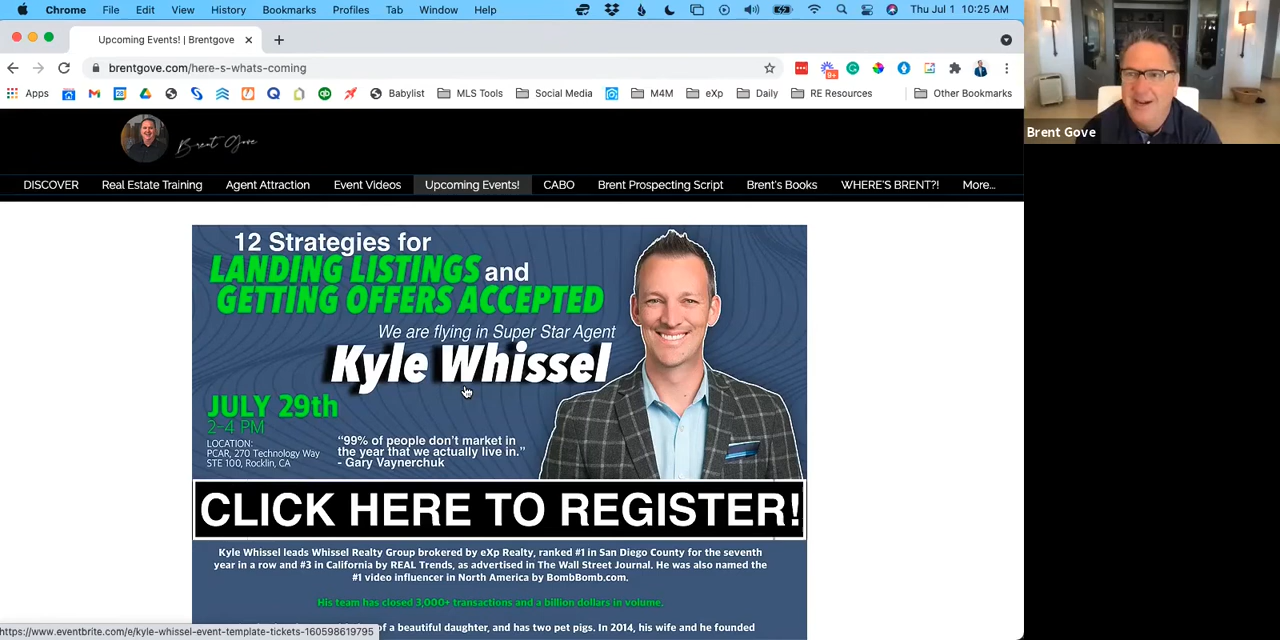 Chrome File Edit View History Bookmarks Profiles Tab Window Help Thu Jul 1 10:25 AM
Upcoming Events! | Brentgove
brentgove.com/here-s-whats-coming
9+
Apps Babylist MLS Tools Social Media M4M eXp Daily RE Resources Other Bookmarks
Brent Gove
Brent Gove
DISCOVER Real Estate Training Agent Attraction Event Videos Upcoming Events! CABO Brent Prospecting Script Brent's Books WHERE'S BRENT?! More...
12 Strategies for
LANDING LISTINGS and
GETTING OFFERS ACCEPTED
We are flying in Super Star Agent
Kyle Whissel
JULY 29th
2-4 PM
LOCATION:
PCAR, 270 Technology Way
STE 100, Rocklin, CA
“99% of people don’t market in
the year that we actually live in.”
- Gary Vaynerchuk
CLICK HERE TO REGISTER!
Kyle Whissel leads Whissel Realty Group brokered by eXp Realty, ranked #1 in San Diego County for the seventh
year in a row and #3 in California by REAL Trends, as advertised in The Wall Street Journal. He was also named the
#1 video influencer in North America by BombBomb.com.
His team has closed 3,000+ transactions and a billion dollars in volume.
of a beautiful daughter, and has two pet pigs. In 2014, his wife and he founded
https://www.eventbrite.com/e/kyle-whissel-event-template-tickets-160598619795